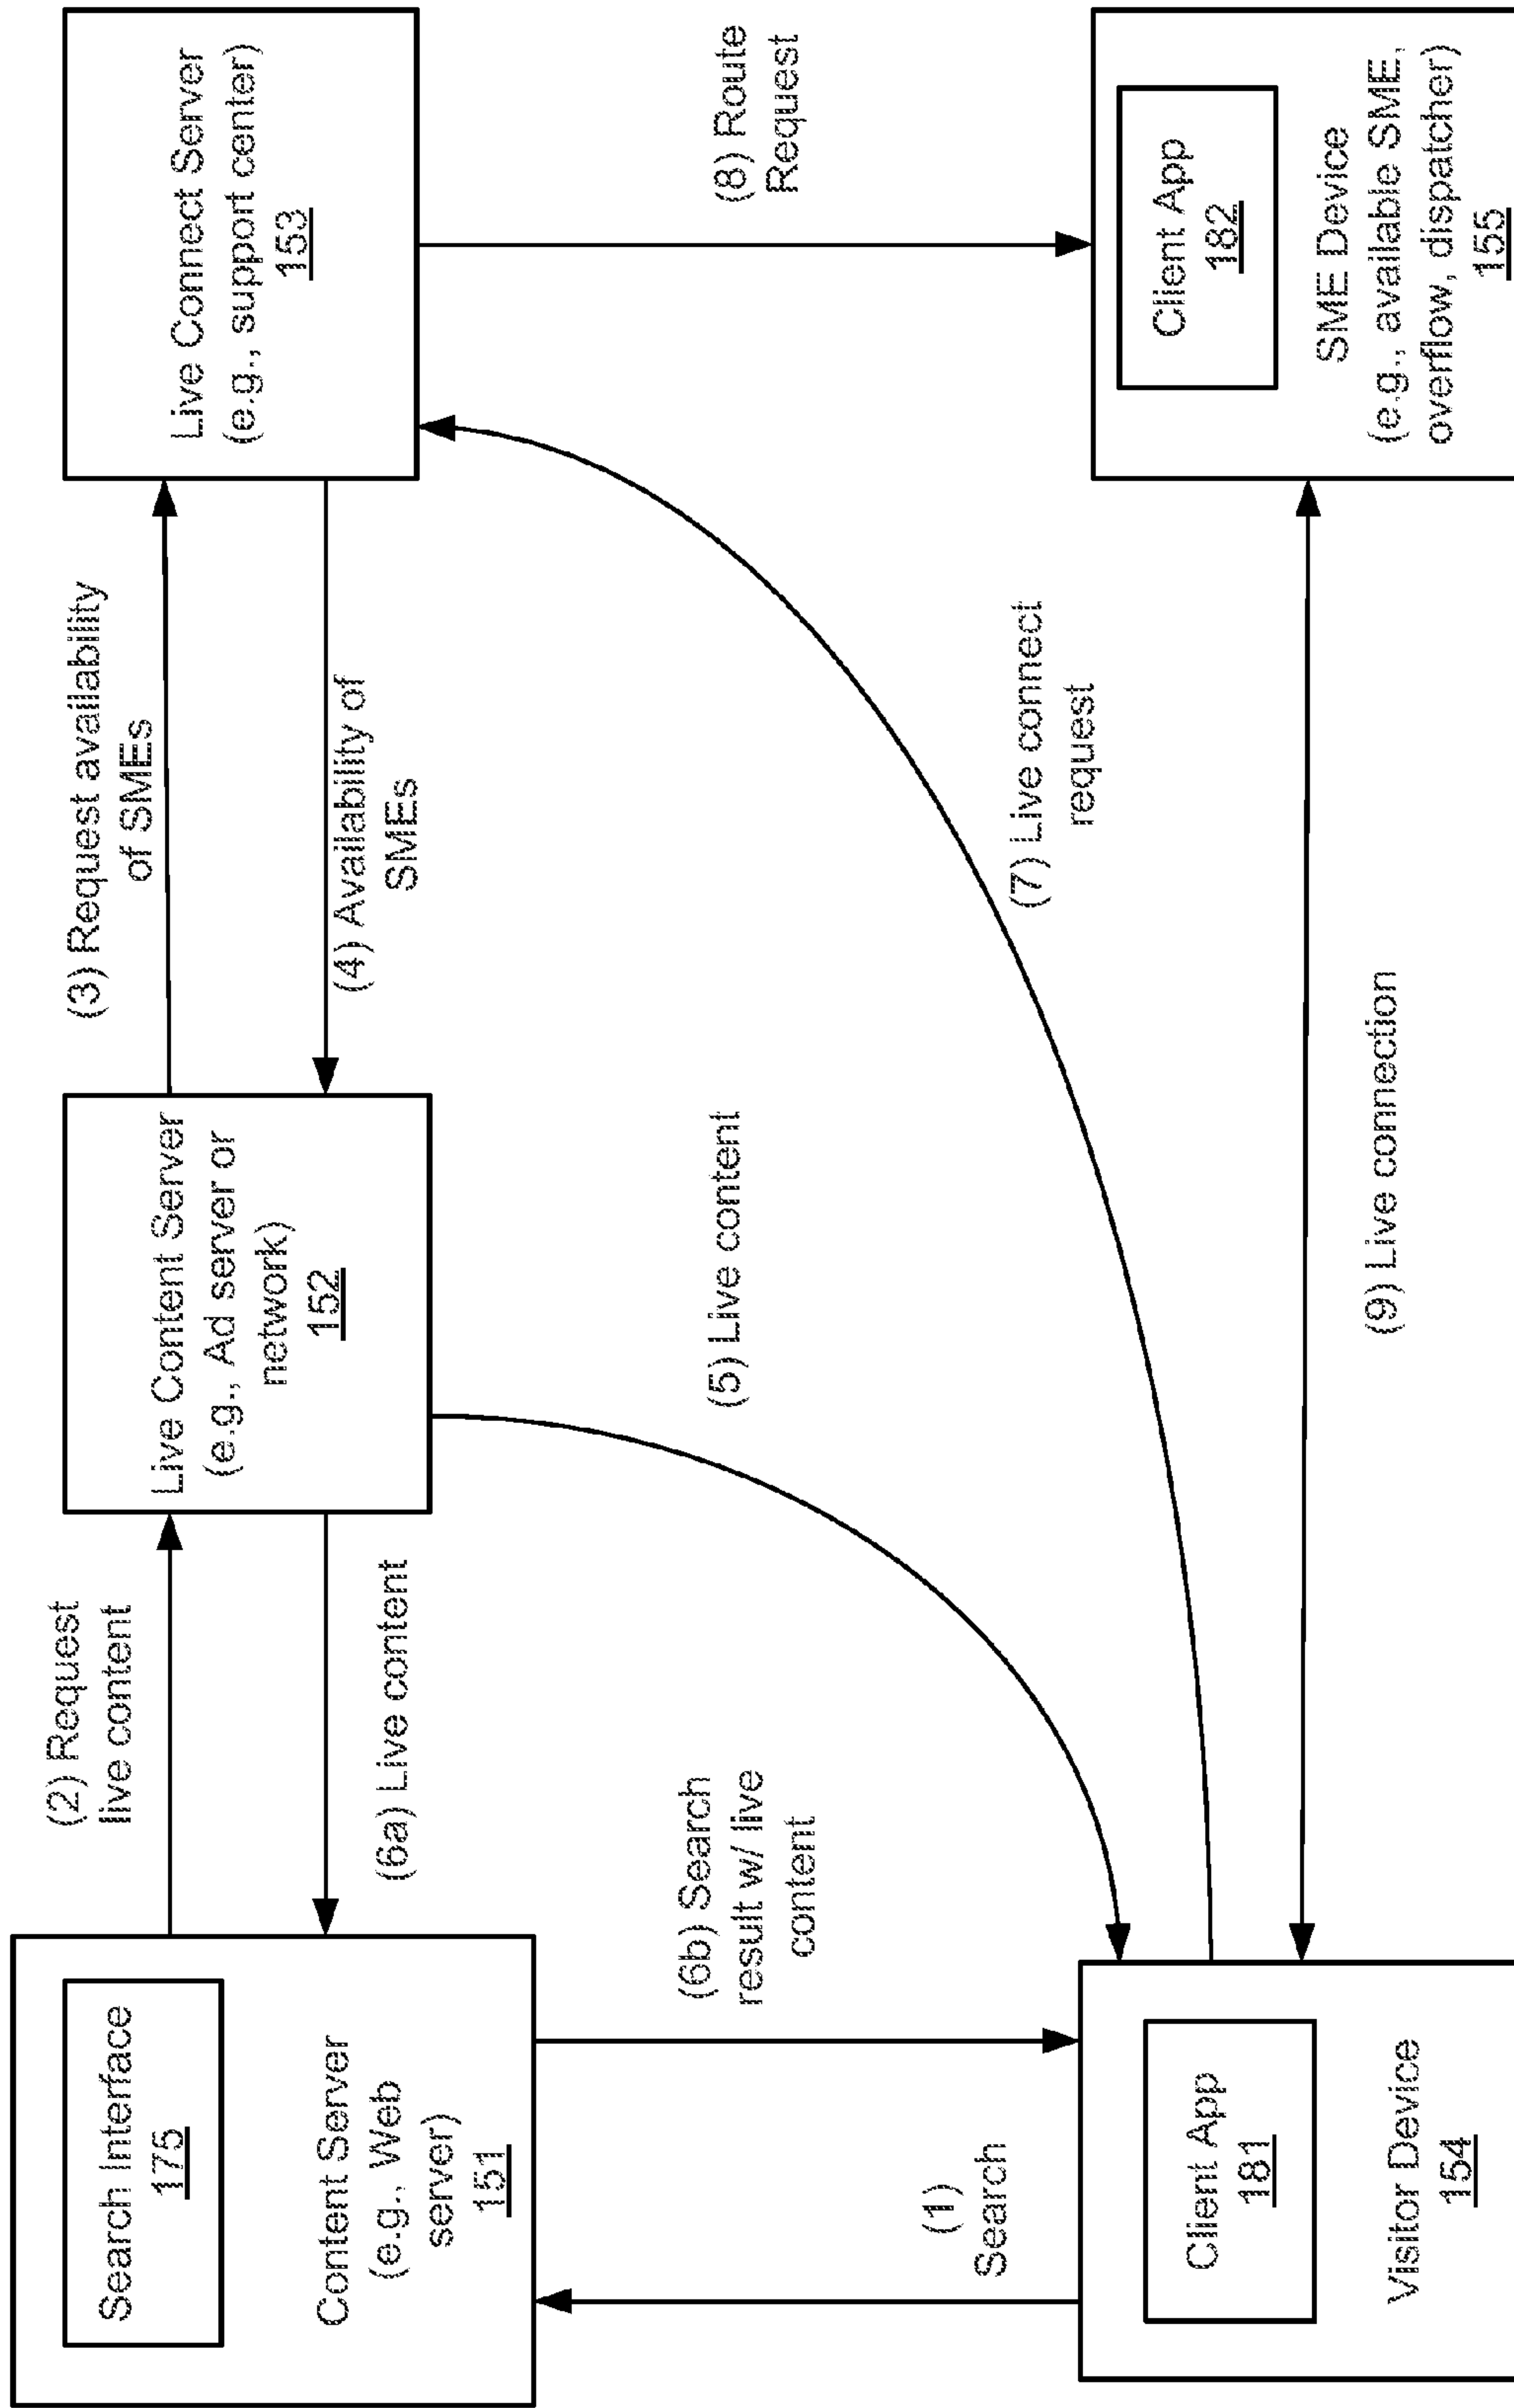 Search Interface
175
Content Server
(e.g., Web
server)
151
(2) Request
live content
(6a) Live content
Live Content Server
(e.g., Ad server or
network)
152
(3) Request availability
of SMEs
(4) Availability of
SMEs
Live Connect Server
(e.g., support center)
153
(1)
Search
(6b) Search
result w/ live
content
(5) Live content
(7) Live connect
request
(8) Route
Request
Client App
181
Visitor Device
154
(9) Live connection
Client App
182
SME Device
(e.g., available SME,
overflow, dispatcher)
155